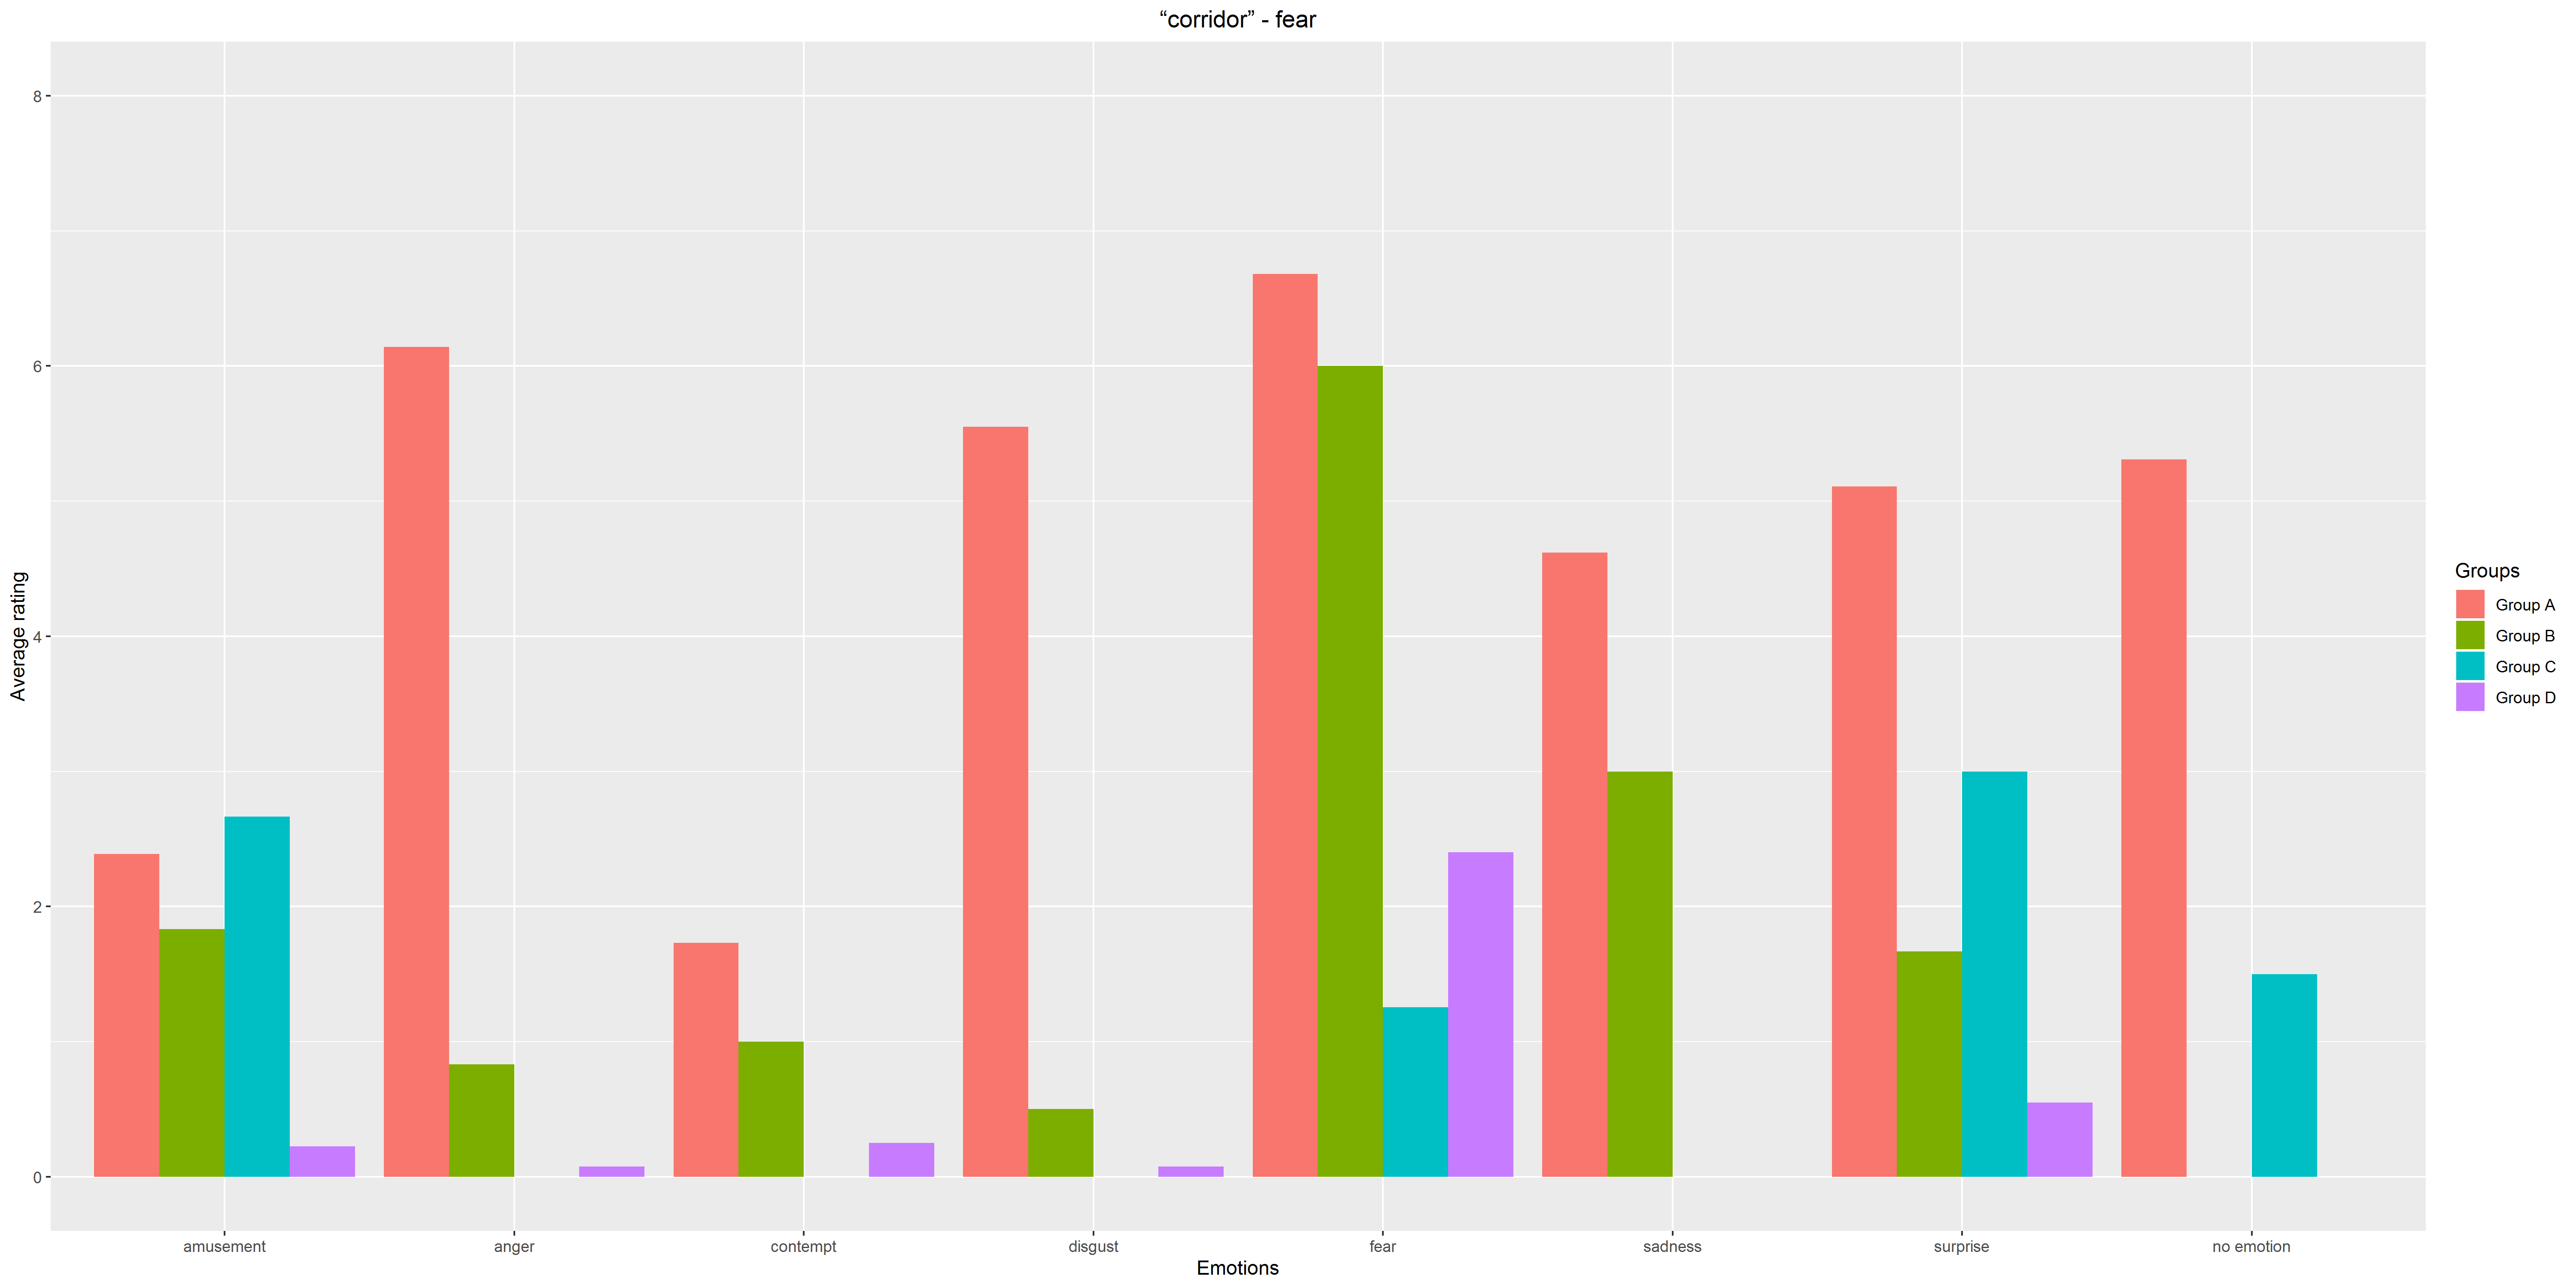 “corridor” - fear
8
6
4
2
0
Average rating
amusement anger contempt disgust fear sadness surprise no emotion
Emotions
Groups
Group A
Group B
Group C
Group D